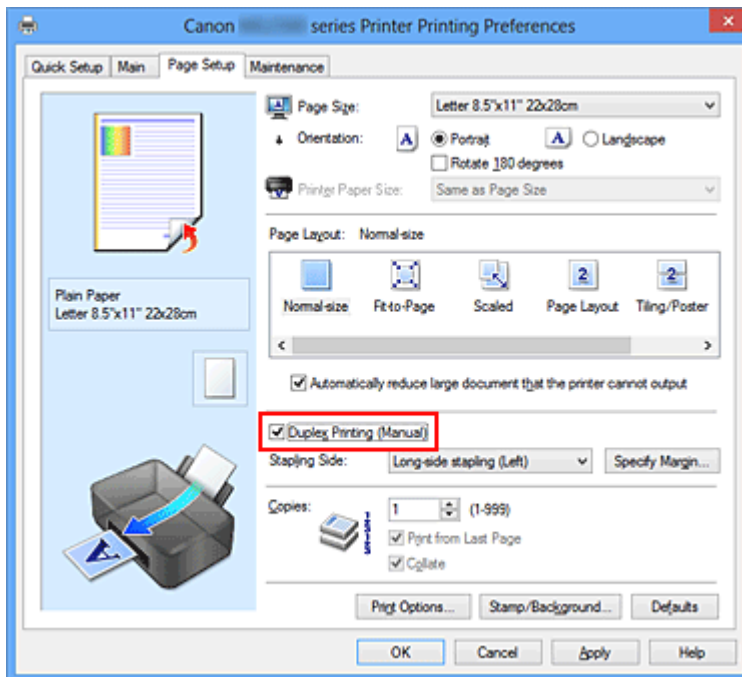 Canon series Printer Printing Preferences
Quick Setup Main Page Setup Maintenance
Page Size: Letter 8.5"x11" 22x28cm
Orientation: A Portrait A Landscape
Rotate 180 degrees
Printer Paper Size: Same as Page Size
Page Layout: Normal-size
2 2
Normal-size Fit-to-Page Scaled Page Layout Tiling/Poster
Plain Paper
Letter 8.5"x11" 22x28cm
Automatically reduce large document that the printer cannot output
Duplex Printing (Manual)
Stapling Side: Long-side stapling (Left) Specify Margin...
Copies: 1 (1-999)
Print from Last Page
Collate
A
Print Options... Stamp/Background... Defaults
OK Cancel Apply Help